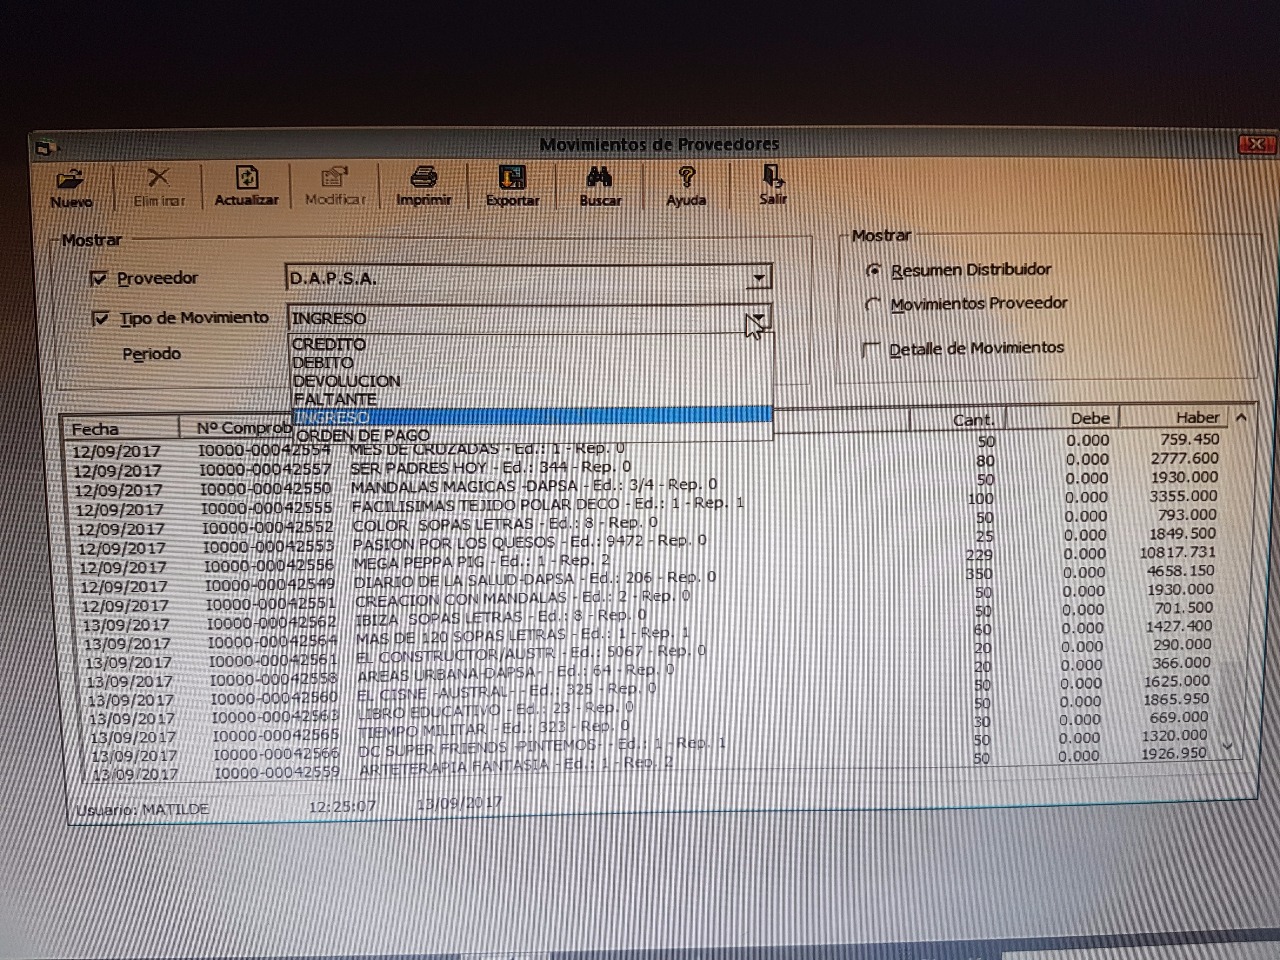 Movimientos de Proveedores
Nuevo Eliminar Actualizar Modificar Imprimir Exportar Buscar Ayuda Salir
Mostrar
Proveedor D.A.P.S.A.
Tipo de Movimiento INGRESO
Periodo
CREDITO
DEBITO
DEVOLUCION
FALTANTE
INGRESO
ORDEN DE PAGO
Mostrar
Resumen Distribuidor
Movimientos Proveedor
Detalle de Movimientos
Fecha Nº Comprob Cant. Debe Haber
12/09/2017 I0000-00042554 MES DE CRUZADAS - Ed.: 1 - Rep. 0 50 0.000 759.450
12/09/2017 I0000-00042557 SER PADRES HOY - Ed.: 344 - Rep. 0 80 0.000 2777.600
12/09/2017 I0000-00042550 MANDALAS MAGICAS -DAPSA - Ed.: 3/4 - Rep. 0 50 0.000 1930.000
12/09/2017 I0000-00042555 FACILISIMAS TEJIDO POLAR DECO - Ed.: 1 - Rep. 1 100 0.000 3355.000
12/09/2017 I0000-00042552 COLOR SOPAS LETRAS - Ed.: 8 - Rep. 0 50 0.000 793.000
12/09/2017 I0000-00042553 PASION POR LOS QUESOS - Ed.: 9472 - Rep. 0 25 0.000 1849.500
12/09/2017 I0000-00042556 MEGA PEPPA PIG - Ed.: 1 - Rep. 2 229 0.000 10817.731
12/09/2017 I0000-00042549 DIARIO DE LA SALUD-DAPSA - Ed.: 206 - Rep. 0 350 0.000 4658.150
12/09/2017 I0000-00042551 CREACION CON MANDALAS - Ed.: 2 - Rep. 0 50 0.000 1930.000
13/09/2017 I0000-00042562 IBIZA SOPAS LETRAS - Ed.: 8 - Rep. 0 50 0.000 701.500
13/09/2017 I0000-00042564 MAS DE 120 SOPAS LETRAS - Ed.: 1 - Rep. 1 60 0.000 1427.400
13/09/2017 I0000-00042561 EL CONSTRUCTOR/AUSTR. - Ed.: 5067 - Rep. 0 20 0.000 290.000
13/09/2017 I0000-00042558 AREAS URBANA-DAPSA- - Ed.: 64 - Rep. 0 20 0.000 366.000
13/09/2017 I0000-00042560 EL CISNE -AUSTRAL-- Ed.: 325 - Rep. 0 50 0.000 1625.000
13/09/2017 I0000-00042563 LIBRO EDUCATIVO - Ed.: 23 - Rep. 0 50 0.000 1865.950
13/09/2017 I0000-00042565 TIEMPO MILITAR - Ed.: 323 - Rep. 0 30 0.000 669.000
13/09/2017 I0000-00042566 DC SUPER FRIENDS -PINTEMOS- - Ed.: 1 - Rep. 1 50 0.000 1320.000
13/09/2017 I0000-00042559 ARTETERAPIA FANTASIA - Ed.: 1 - Rep. 2 50 0.000 1926.950
Usuario: MATILDE 12:25:07 13/09/2017